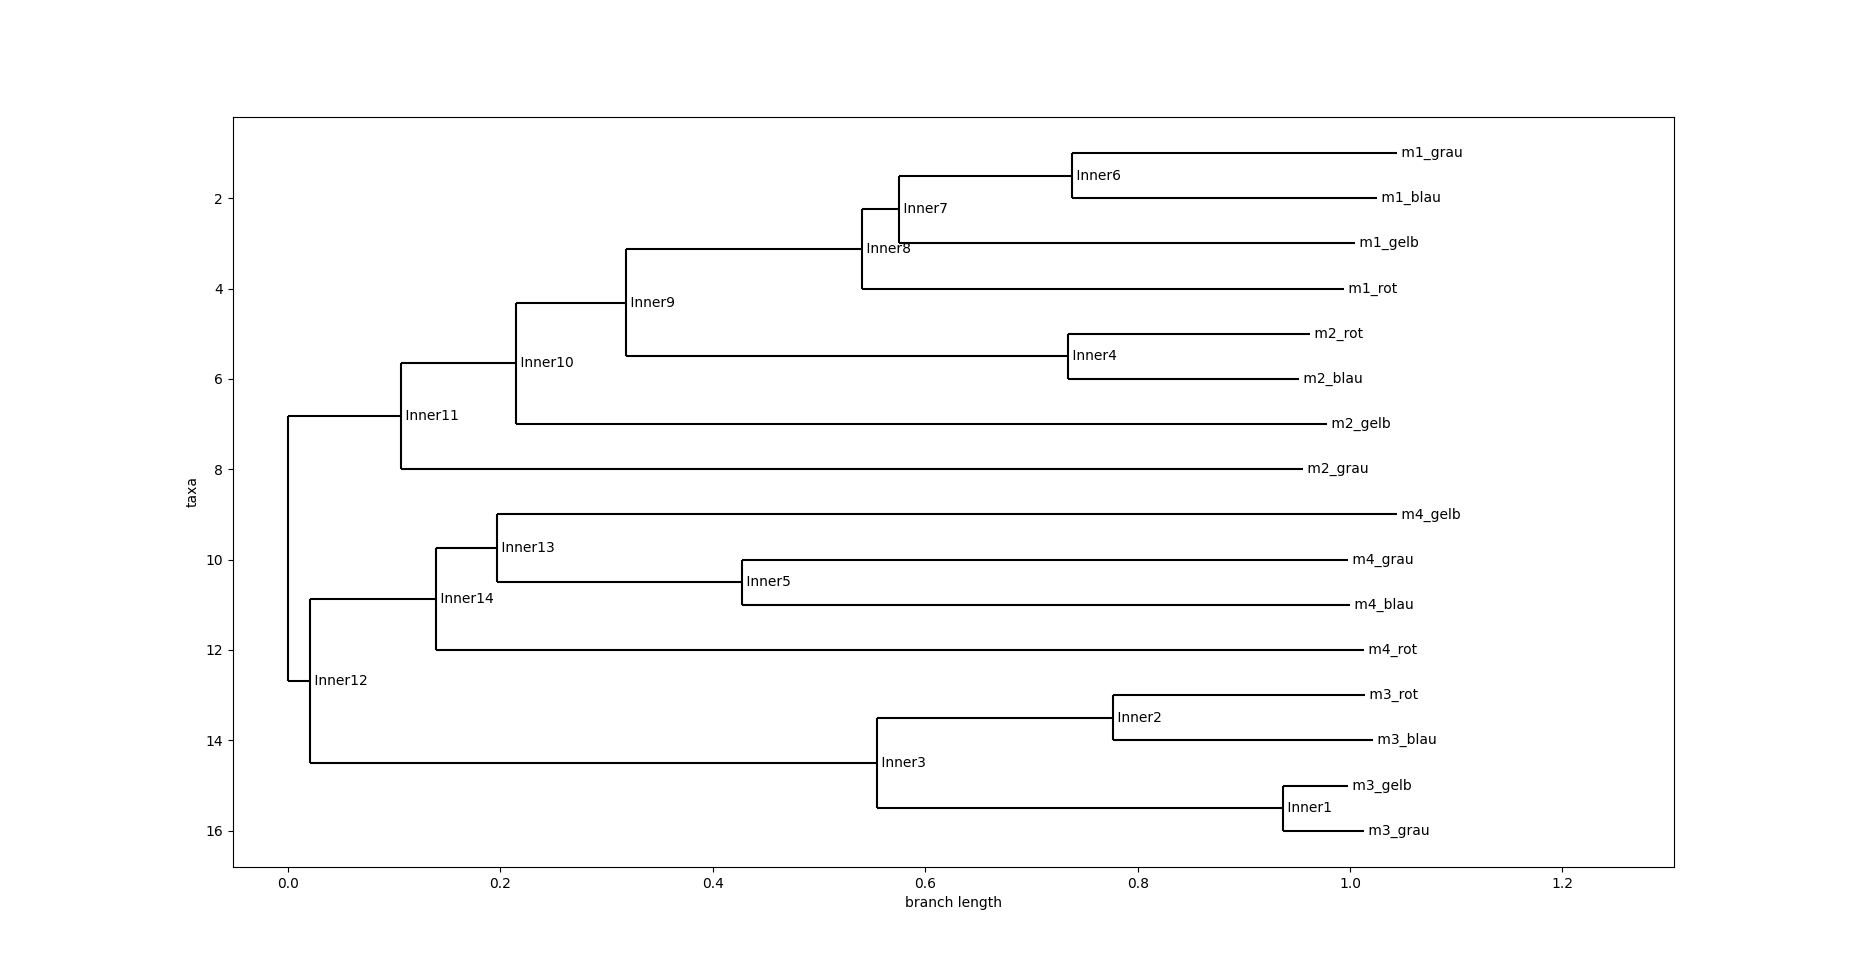 m1_grau
Inner6
2
m1_blau
Inner7
m1_gelb
Inner8
4
m1_rot
Inner9
m2_rot
Inner4
Inner10
6
m2_blau
Inner11
m2_gelb
8
m2_grau
taxa
m4_gelb
Inner13
10
m4_grau
Inner5
Inner14
m4_blau
12
m4_rot
Inner12
m3_rot
Inner2
14
m3_blau
Inner3
m3_gelb
Inner1
16
m3_grau
0.0 0.2 0.4 0.6 0.8 1.0 1.2
branch length